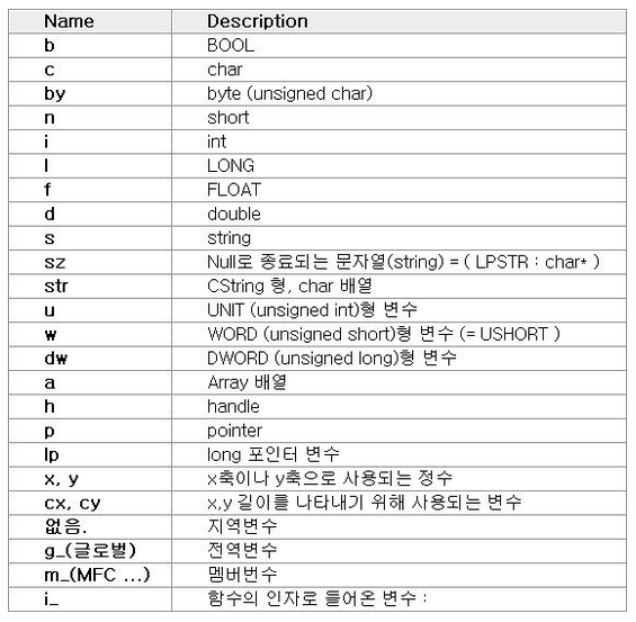 Name Description
b BOOL
c char
by byte (unsigned char)
n short
i int
l LONG
f FLOAT
d double
s string
sz Null로 종료되는 문자열(string) = ( LPSTR : char* )
str CString 형, char 배열
u UNIT (unsigned int)형 변수
w WORD (unsigned short)형 변수 (= USHORT )
dw DWORD (unsigned long)형 변수
a Array 배열
h handle
p pointer
lp long 포인터 변수
x, y x축이나 y축으로 사용되는 정수
cx, cy x,y 길이를 나타내기 위해 사용되는 변수
없음. 지역변수
g_(글로벌) 전역변수
m_(MFC ...) 멤버번수
i_ 함수의 인자로 들어온 변수 :